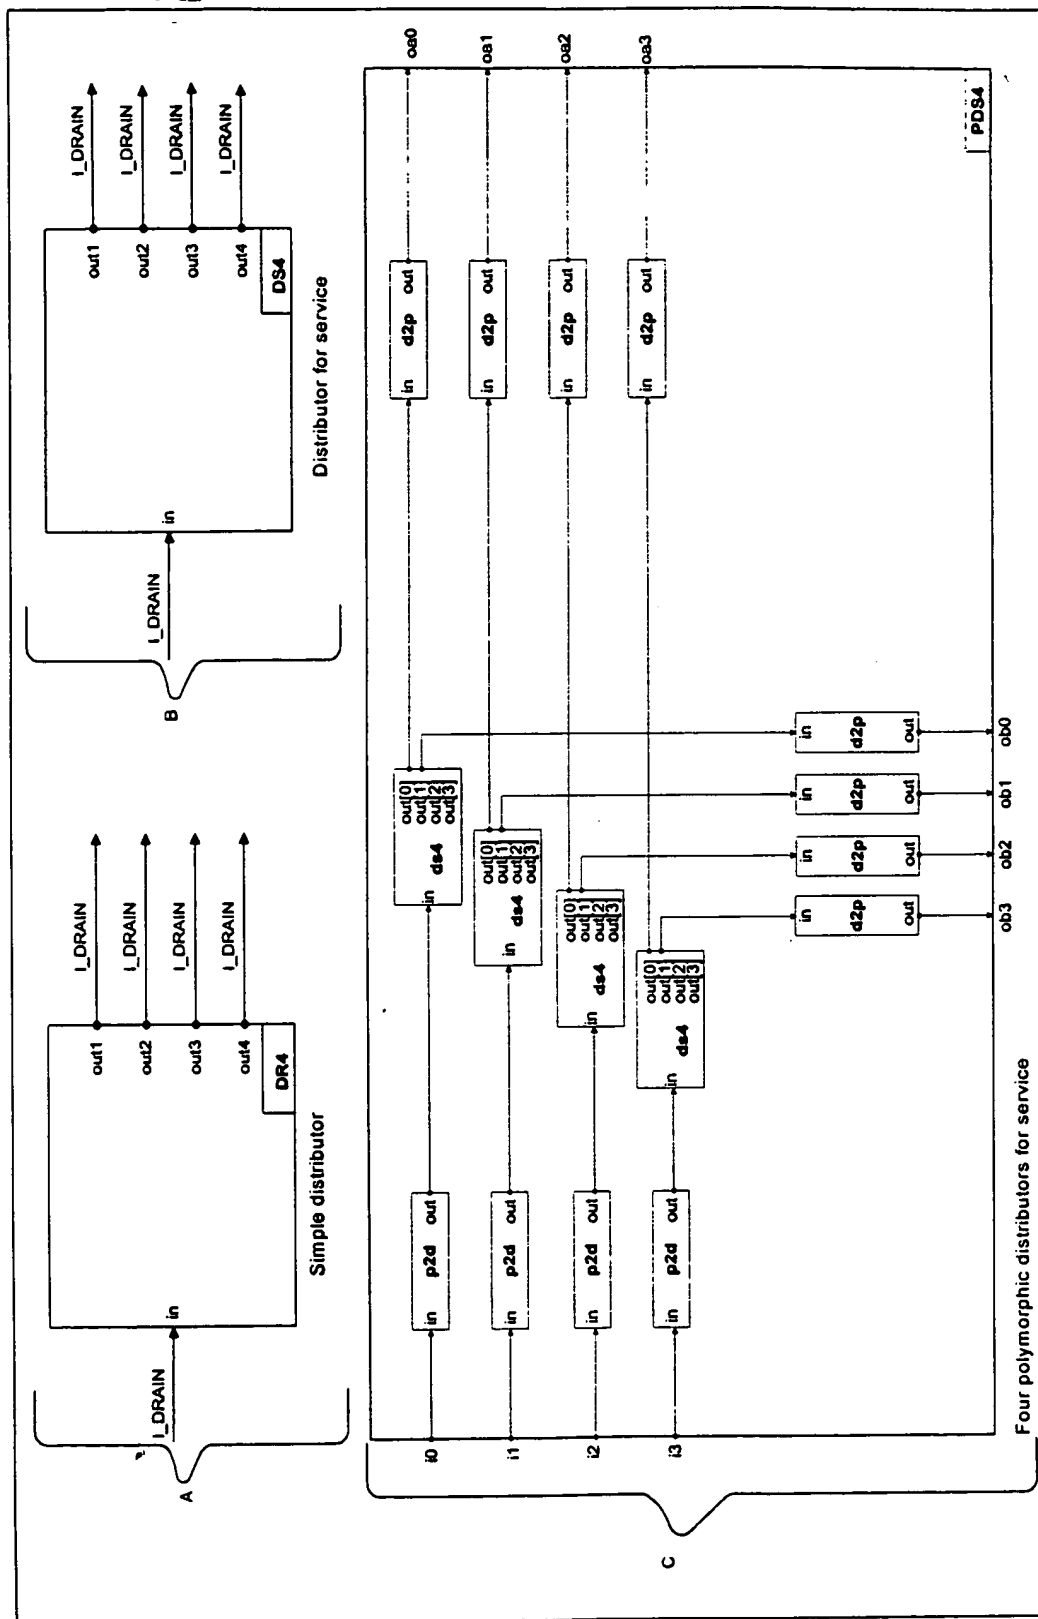 A
I_DRAIN
in
out1
out2
out3
out4
DR4
I_DRAIN
I_DRAIN
I_DRAIN
I_DRAIN
Simple distributor
B
I_DRAIN
in
out1
out2
out3
out4
DS4
I_DRAIN
I_DRAIN
I_DRAIN
I_DRAIN
Distributor for service
C
i0
in p2d out
in ds4
out[0]
out[1]
out[2]
out[3]
in d2p out
oa0
i1
in p2d out
in ds4
out[0]
out[1]
out[2]
out[3]
in d2p out
oa1
i2
in p2d out
in ds4
out[0]
out[1]
out[2]
out[3]
in d2p out
oa2
i3
in p2d out
in ds4
out[0]
out[1]
out[2]
out[3]
in d2p out
oa3
in
d2p
out
ob3
in
d2p
out
ob2
in
d2p
out
ob1
in
d2p
out
ob0
PDS4
Four polymorphic distributors for service